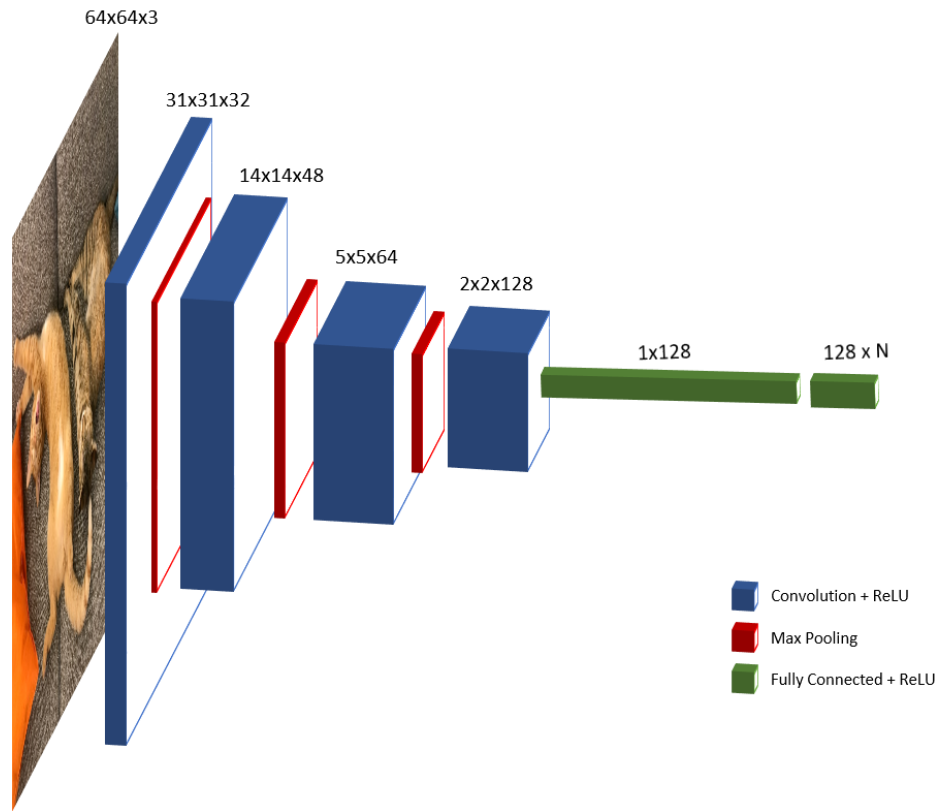 64x64x3
31x31x32
14x14x48
5x5x64
2x2x128
1x128
128 x N
Convolution + ReLU
Max Pooling
Fully Connected + ReLU